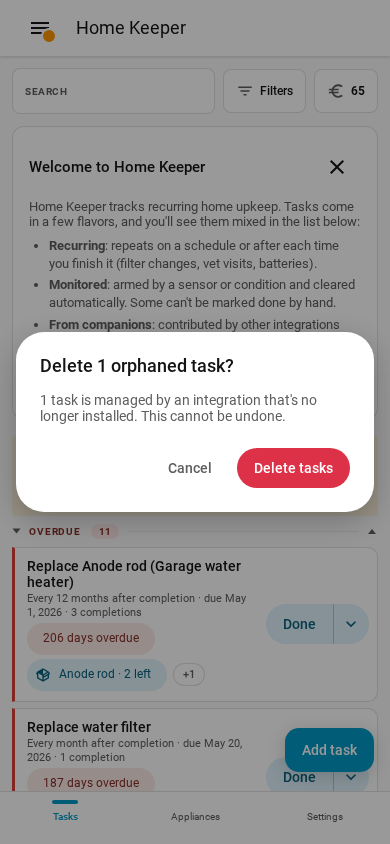 Home Keeper
SEARCH
Filters
65
Welcome to Home Keeper
Home Keeper tracks recurring home upkeep. Tasks come
in a few flavors, and you'll see them mixed in the list below:
• Recurring: repeats on a schedule or after each time
you finish it (filter changes, vet visits, batteries).
• Monitored: armed by a sensor or condition and cleared
automatically. Some can't be marked done by hand.
• From companions: contributed by other integrations
Delete 1 orphaned task?
1 task is managed by an integration that's no
longer installed. This cannot be undone.
Cancel
Delete tasks
OVERDUE 11
Replace Anode rod (Garage water
heater)
Every 12 months after completion · due May
1, 2026 · 3 completions
Done
206 days overdue
Anode rod · 2 left
+1
Replace water filter
Every month after completion · due May 20,
2026 · 1 completion
Done
187 days overdue
Add task
Tasks
Appliances
Settings